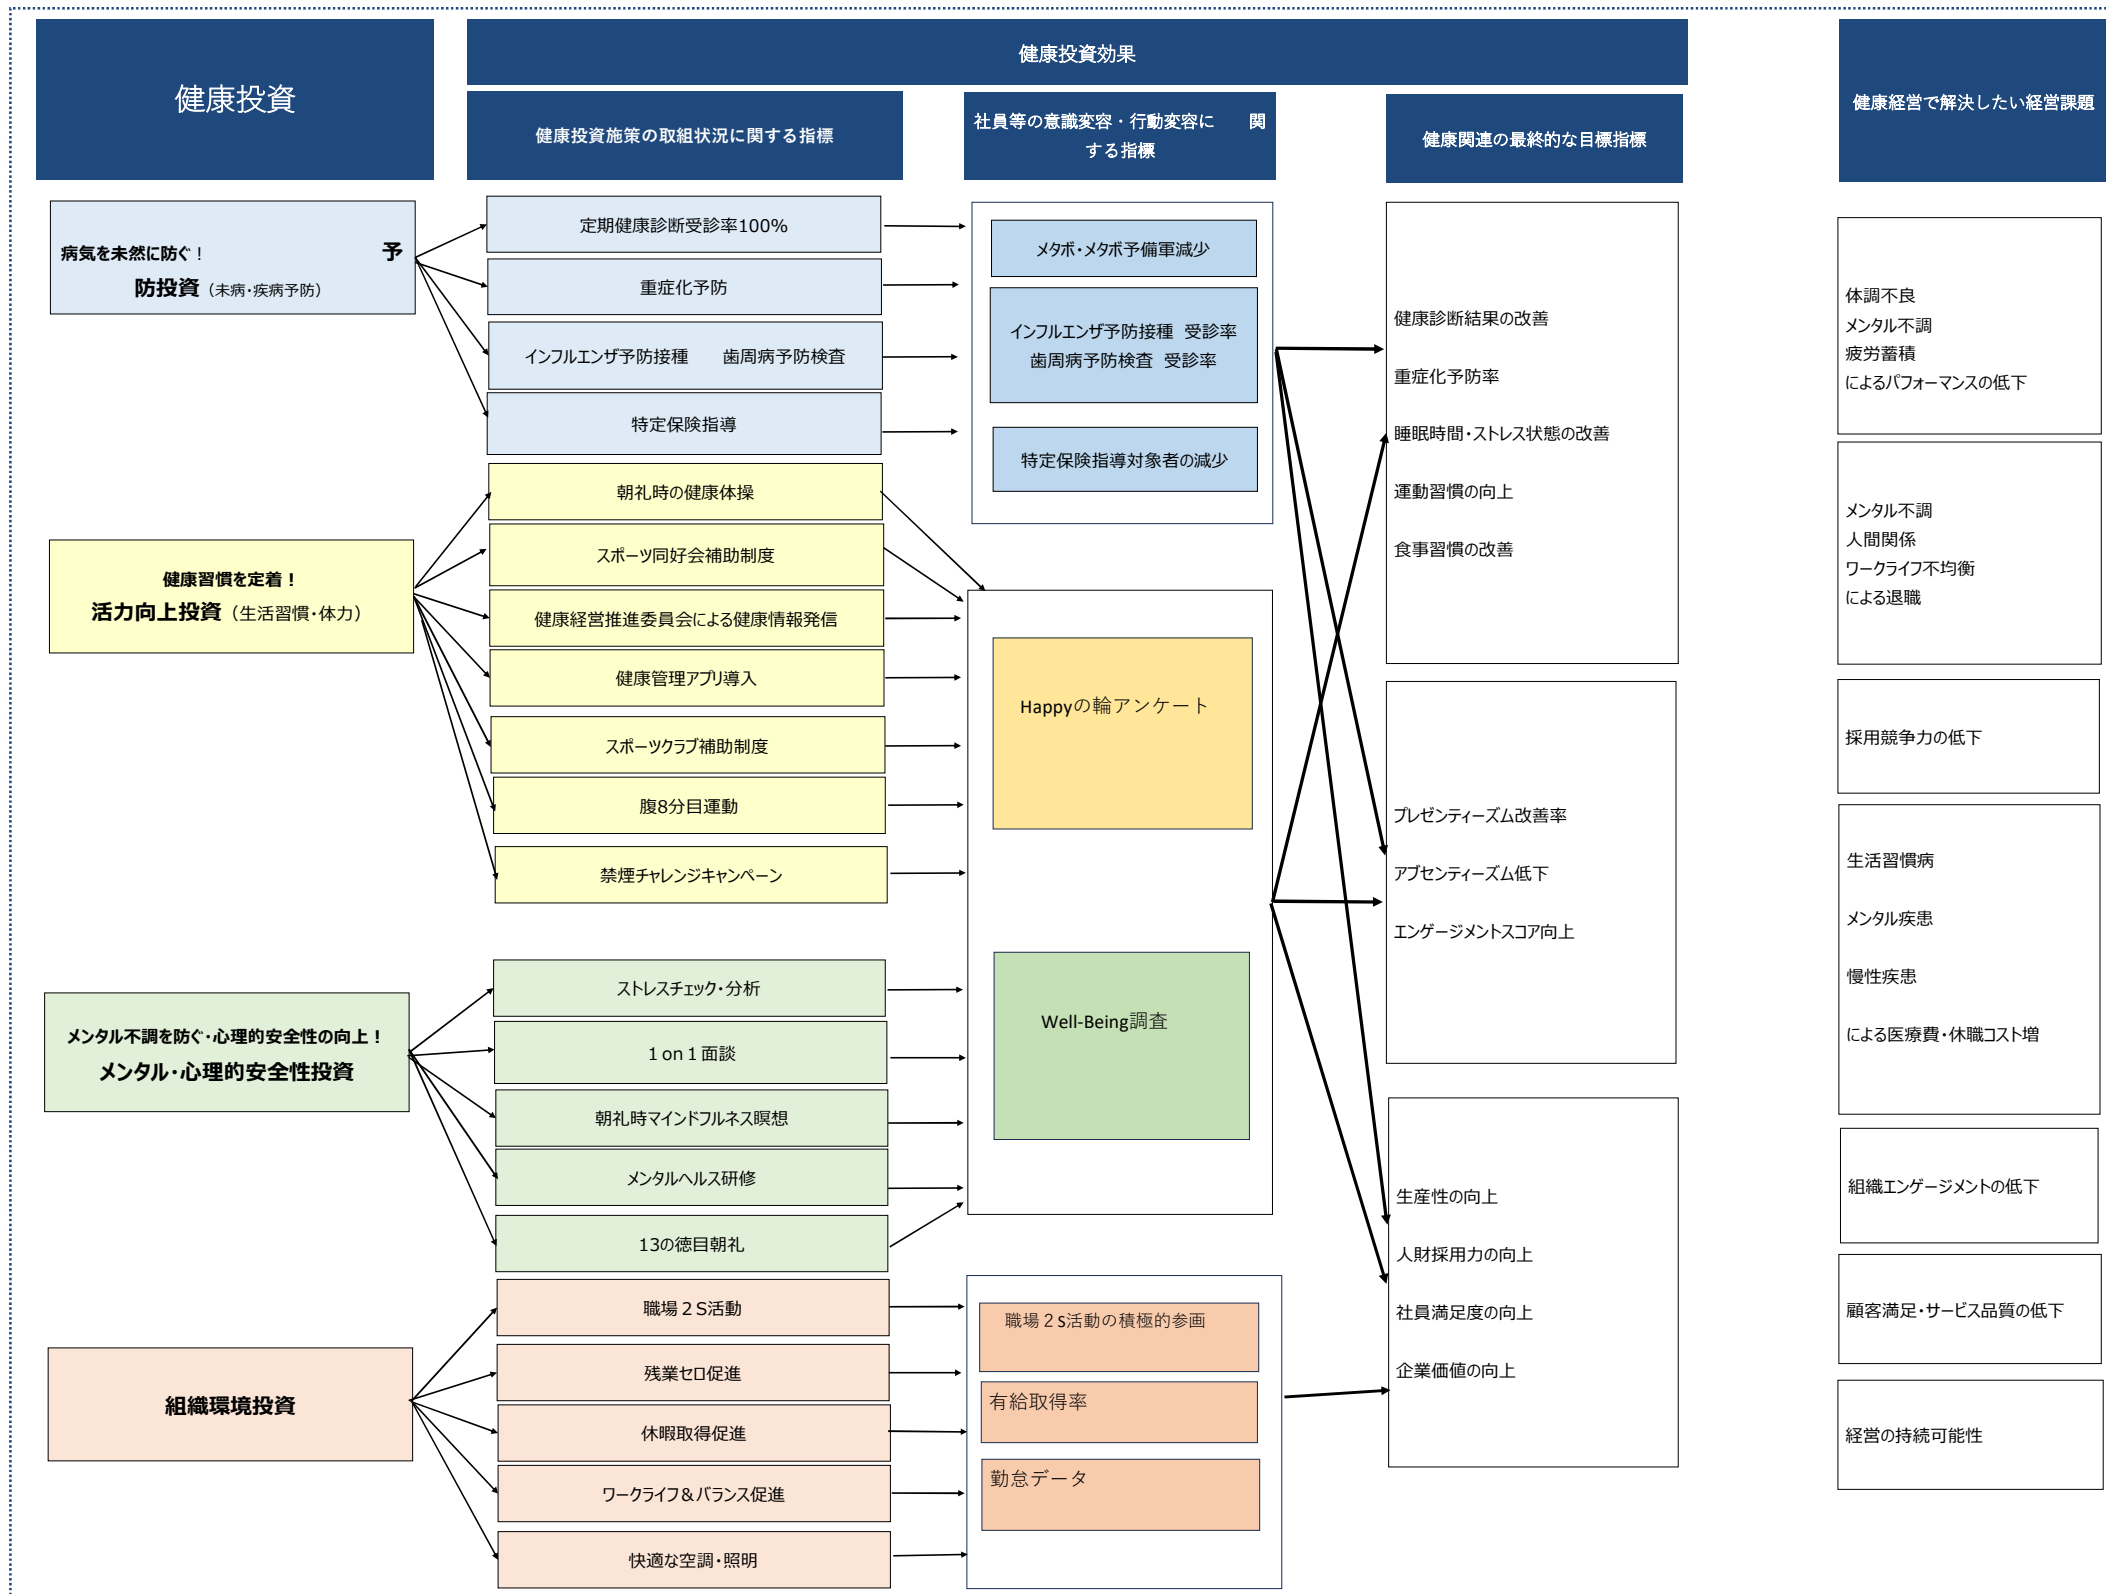 健康投資
健康投資効果
健康投資施策の取組状況に関する指標
社員等の意識変容・行動変容に　関
する指標
健康関連の最終的な目標指標
健康経営で解決したい経営課題
病気を未然に防ぐ！　予
防投資（未病・疾病予防）
定期健康診断受診率100%
重症化予防
インフルエンザ予防接種　歯周病予防検査
特定保険指導
メタボ・メタボ予備軍減少
インフルエンザ予防接種 受診率
歯周病予防検査 受診率
特定保険指導対象者の減少
健康習慣を定着！
活力向上投資（生活習慣・体力）
朝礼時の健康体操
スポーツ同好会補助制度
健康経営推進委員会による健康情報発信
健康管理アプリ導入
スポーツクラブ補助制度
腹8分目運動
禁煙チャレンジキャンペーン
Happyの輪アンケート
Well-Being調査
メンタル不調を防ぐ・心理的安全性の向上！
メンタル・心理的安全性投資
ストレスチェック・分析
１on１面談
朝礼時マインドフルネス瞑想
メンタルヘルス研修
13の徳目朝礼
組織環境投資
職場２S活動
残業ゼロ促進
休暇取得促進
ワークライフ＆バランス促進
快適な空調・照明
職場２S活動の積極的参画
有給取得率
勤怠データ
健康診断結果の改善
重症化予防率
睡眠時間・ストレス状態の改善
運動習慣の向上
食事習慣の改善
プレゼンティーズム改善率
アブセンティーズム低下
エンゲージメントスコア向上
生産性の向上
人財採用力の向上
社員満足度の向上
企業価値の向上
体調不良
メンタル不調
疲労蓄積
によるパフォーマンスの低下
メンタル不調
人間関係
ワークライフ不均衡
による退職
採用競争力の低下
生活習慣病
メンタル疾患
慢性疾患
による医療費・休職コスト増
組織エンゲージメントの低下
顧客満足・サービス品質の低下
経営の持続可能性